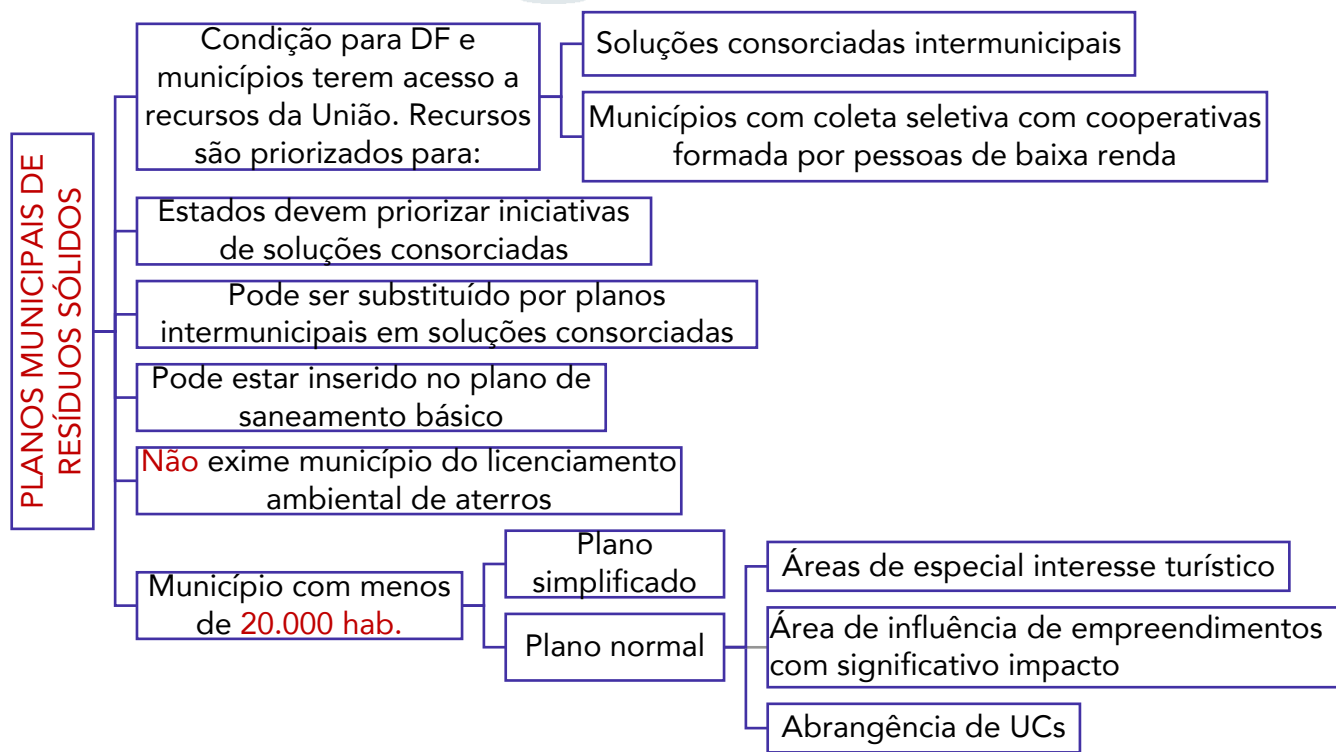 PLANOS MUNICIPAIS DE
RESÍDUOS SÓLIDOS
Condição para DF e
municípios terem acesso a
recursos da União. Recursos
são priorizados para:
Soluções consorciadas intermunicipais
Municípios com coleta seletiva com cooperativas
formada por pessoas de baixa renda
Estados devem priorizar iniciativas
de soluções consorciadas
Pode ser substituído por planos
intermunicipais em soluções consorciadas
Pode estar inserido no plano de
saneamento básico
Não exime município do licenciamento
ambiental de aterros
Município com menos
de 20.000 hab.
Plano
simplificado
Plano normal
Áreas de especial interesse turístico
Área de influência de empreendimentos
com significativo impacto
Abrangência de UCs